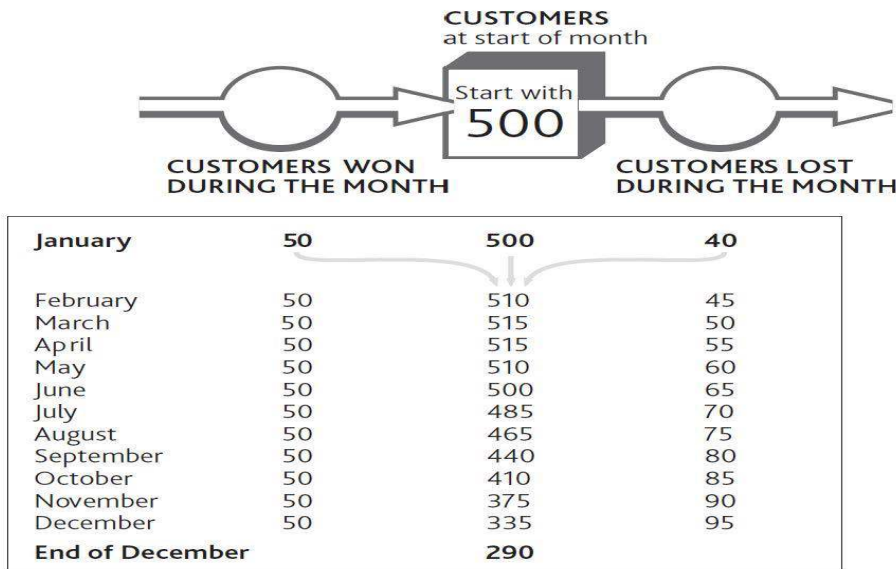 CUSTOMERS
at start of month
Start with
500
CUSTOMERS WON
DURING THE MONTH
CUSTOMERS LOST
DURING THE MONTH
January 50 500 40
February 50 510 45
March 50 515 50
April 50 515 55
May 50 510 60
June 50 500 65
July 50 485 70
August 50 465 75
September 50 440 80
October 50 410 85
November 50 375 90
December 50 335 95
End of December 290